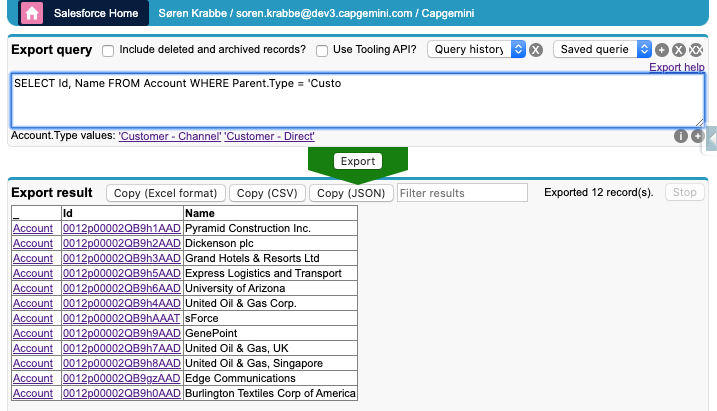 Salesforce Home Søren Krabbe / soren.krabbe@dev3.capgemini.com / Capgemini
Export query Include deleted and archived records? Use Tooling API? Query history X Saved querie + X XX
Export help
SELECT Id, Name FROM Account WHERE Parent.Type = 'Custo
Account.Type values: 'Customer - Channel' 'Customer - Direct' i +
Export
Export result Copy (Excel format) Copy (CSV) Copy (JSON) Filter results Exported 12 record(s). Stop
_ Id Name
Account 0012p00002QB9h1AAD Pyramid Construction Inc.
Account 0012p00002QB9h2AAD Dickenson plc
Account 0012p00002QB9h3AAD Grand Hotels & Resorts Ltd
Account 0012p00002QB9h5AAD Express Logistics and Transport
Account 0012p00002QB9h6AAD University of Arizona
Account 0012p00002QB9h4AAD United Oil & Gas Corp.
Account 0012p00002QB9hAAAT sForce
Account 0012p00002QB9h9AAD GenePoint
Account 0012p00002QB9h7AAD United Oil & Gas, UK
Account 0012p00002QB9h8AAD United Oil & Gas, Singapore
Account 0012p00002QB9gzAAD Edge Communications
Account 0012p00002QB9h0AAD Burlington Textiles Corp of America